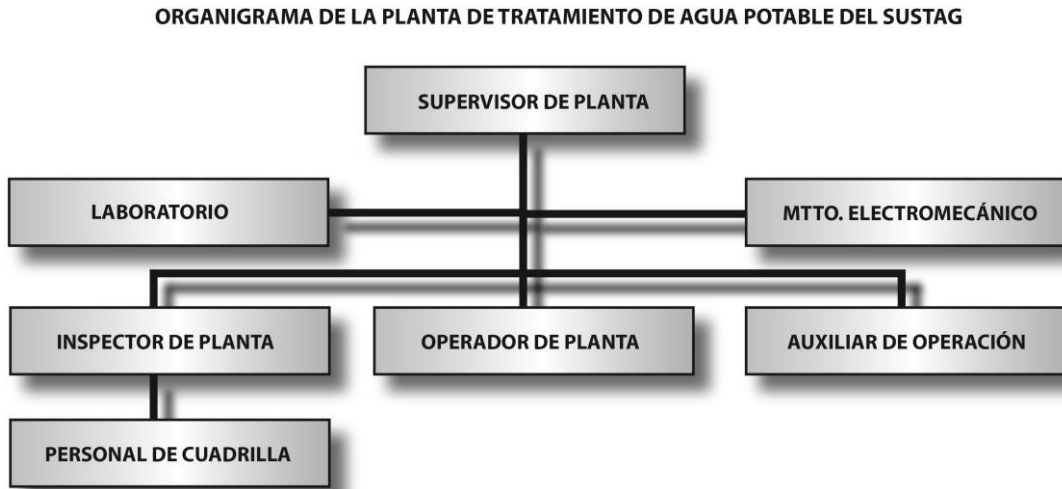 ORGANIGRAMA DE LA PLANTA DE TRATAMIENTO DE AGUA POTABLE DEL SUSTAG
SUPERVISOR DE PLANTA
LABORATORIO
MTTO. ELECTROMECÁNICO
INSPECTOR DE PLANTA
OPERADOR DE PLANTA
AUXILIAR DE OPERACIÓN
PERSONAL DE CUADRILLA